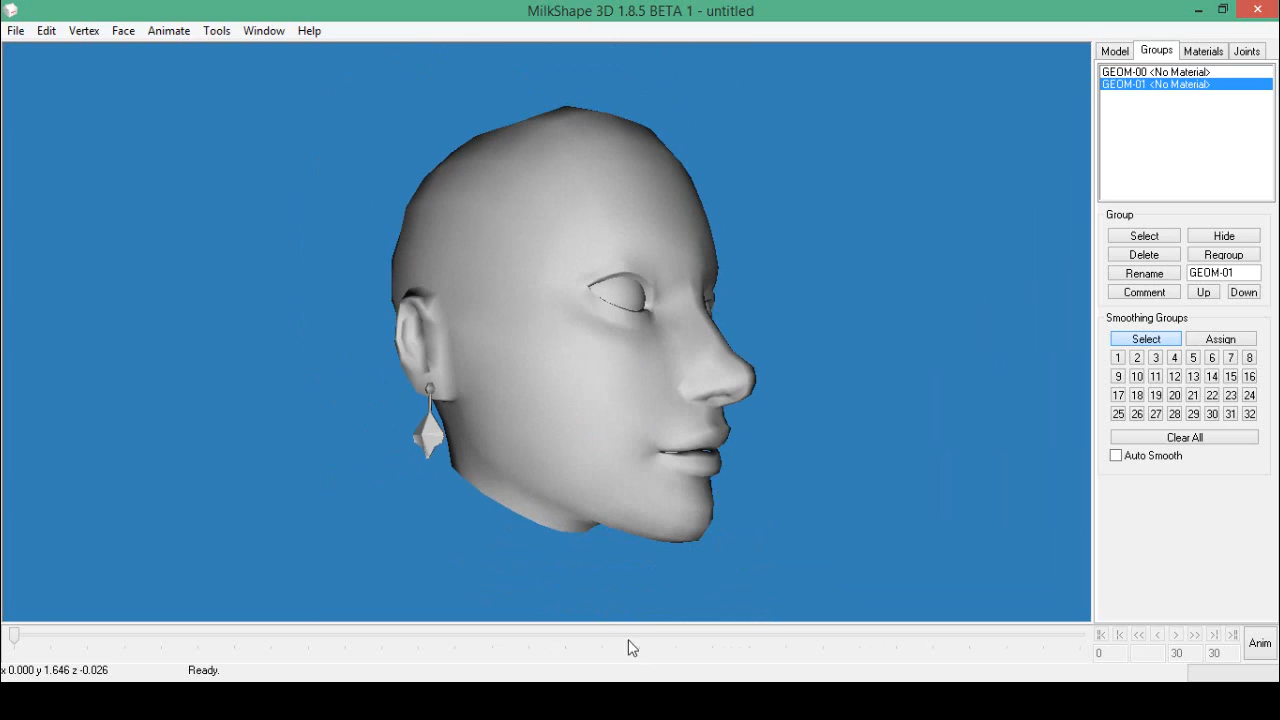 MilkShape 3D 1.8.5 BETA 1 - untitled
File Edit Vertex Face Animate Tools Window Help
Model Groups Materials Joints
GEOM-00 <No Material>
GEOM-01 <No Material>
Group
Select Hide
Delete Regroup
Rename GEOM-01
Comment Up Down
Smoothing Groups
Select Assign
1 2 3 4 5 6 7 8
9 10 11 12 13 14 15 16
17 18 19 20 21 22 23 24
25 26 27 28 29 30 31 32
Clear All
Auto Smooth
0 30 30 Anim
x 0.000 y 1.646 z -0.026 Ready.